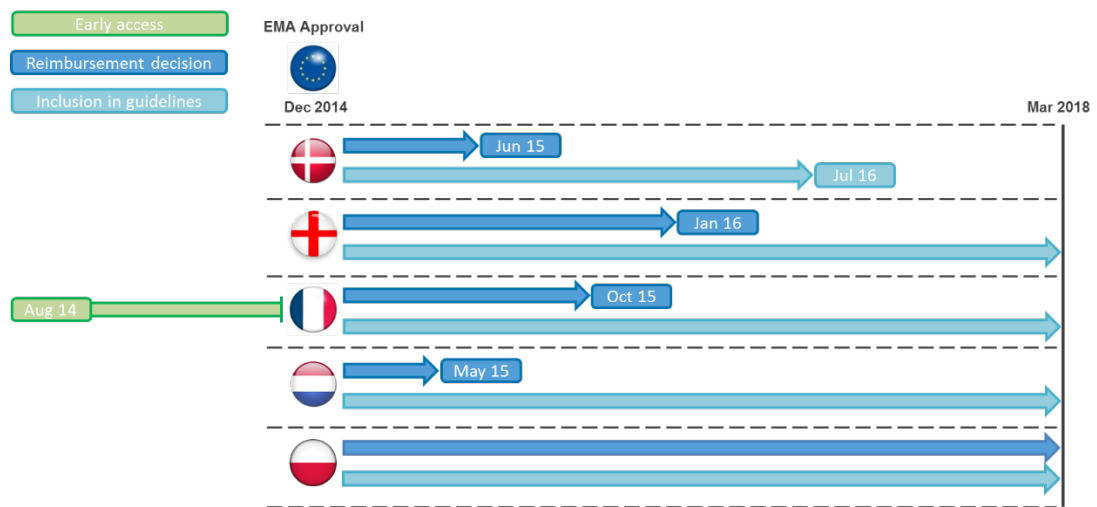 Early access
Reimbursement decision
Inclusion in guidelines
EMA Approval
Dec 2014
Mar 2018
Jun 15
Jul 16
Jan 16
Oct 15
Aug 14
May 15